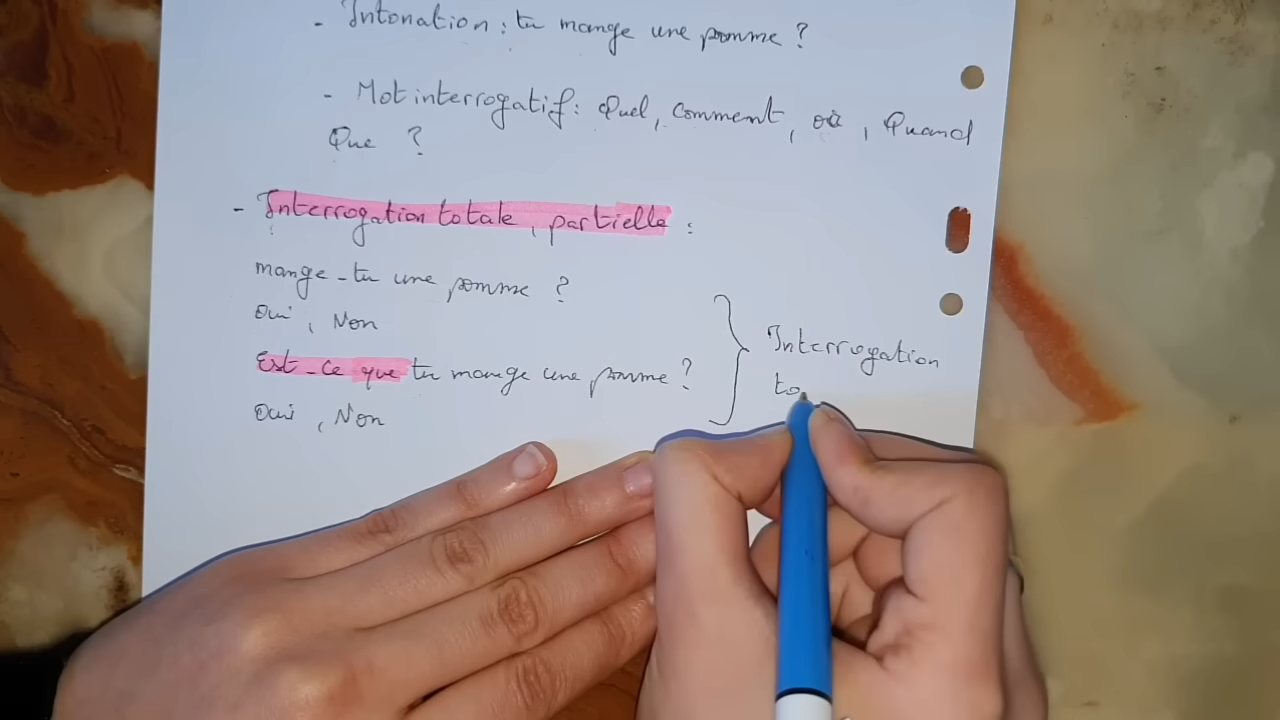 - Intonation : tu mange une pomme ?
- Mot interrogatif : Quel, comment, où, Quand
Que ?
- Interrogation totale, partielle :
mange-tu une pomme ?
Oui, Non
Est-ce que tu mange une pomme ?
Oui, Non
Interrogation
to